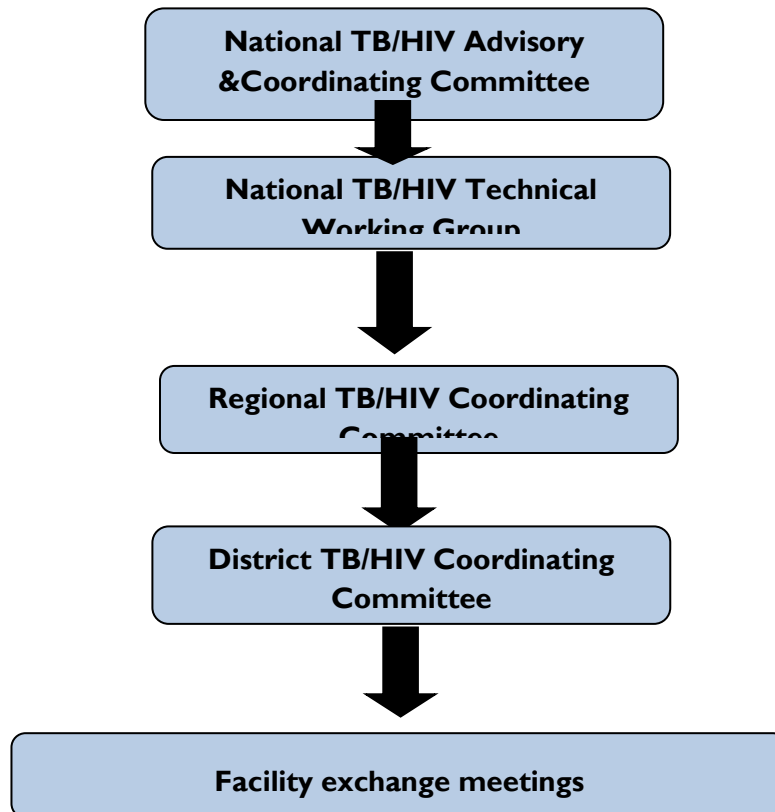 National TB/HIV Advisory
&Coordinating Committee
National TB/HIV Technical
Working Group
Regional TB/HIV Coordinating
Committee
District TB/HIV Coordinating
Committee
Facility exchange meetings